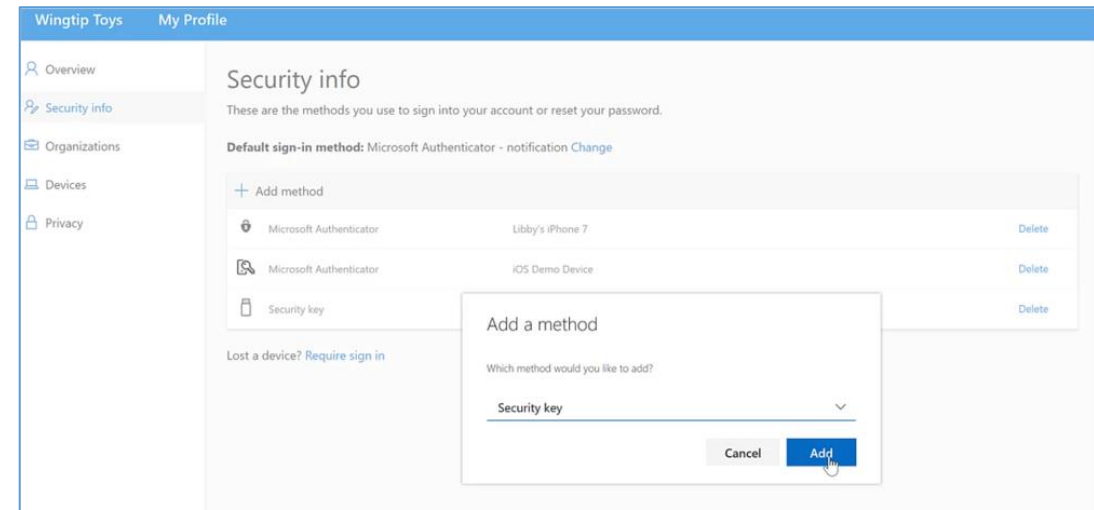 Wingtip Toys My Profile
Overview
Security info
Organizations
Devices
Privacy
Security info
These are the methods you use to sign into your account or reset your password.
Default sign-in method: Microsoft Authenticator - notification Change
+ Add method
Microsoft Authenticator Libby's iPhone 7 Delete
Microsoft Authenticator iOS Demo Device Delete
Security key Delete
Lost a device? Require sign in
Add a method
Which method would you like to add?
Security key
Cancel Add